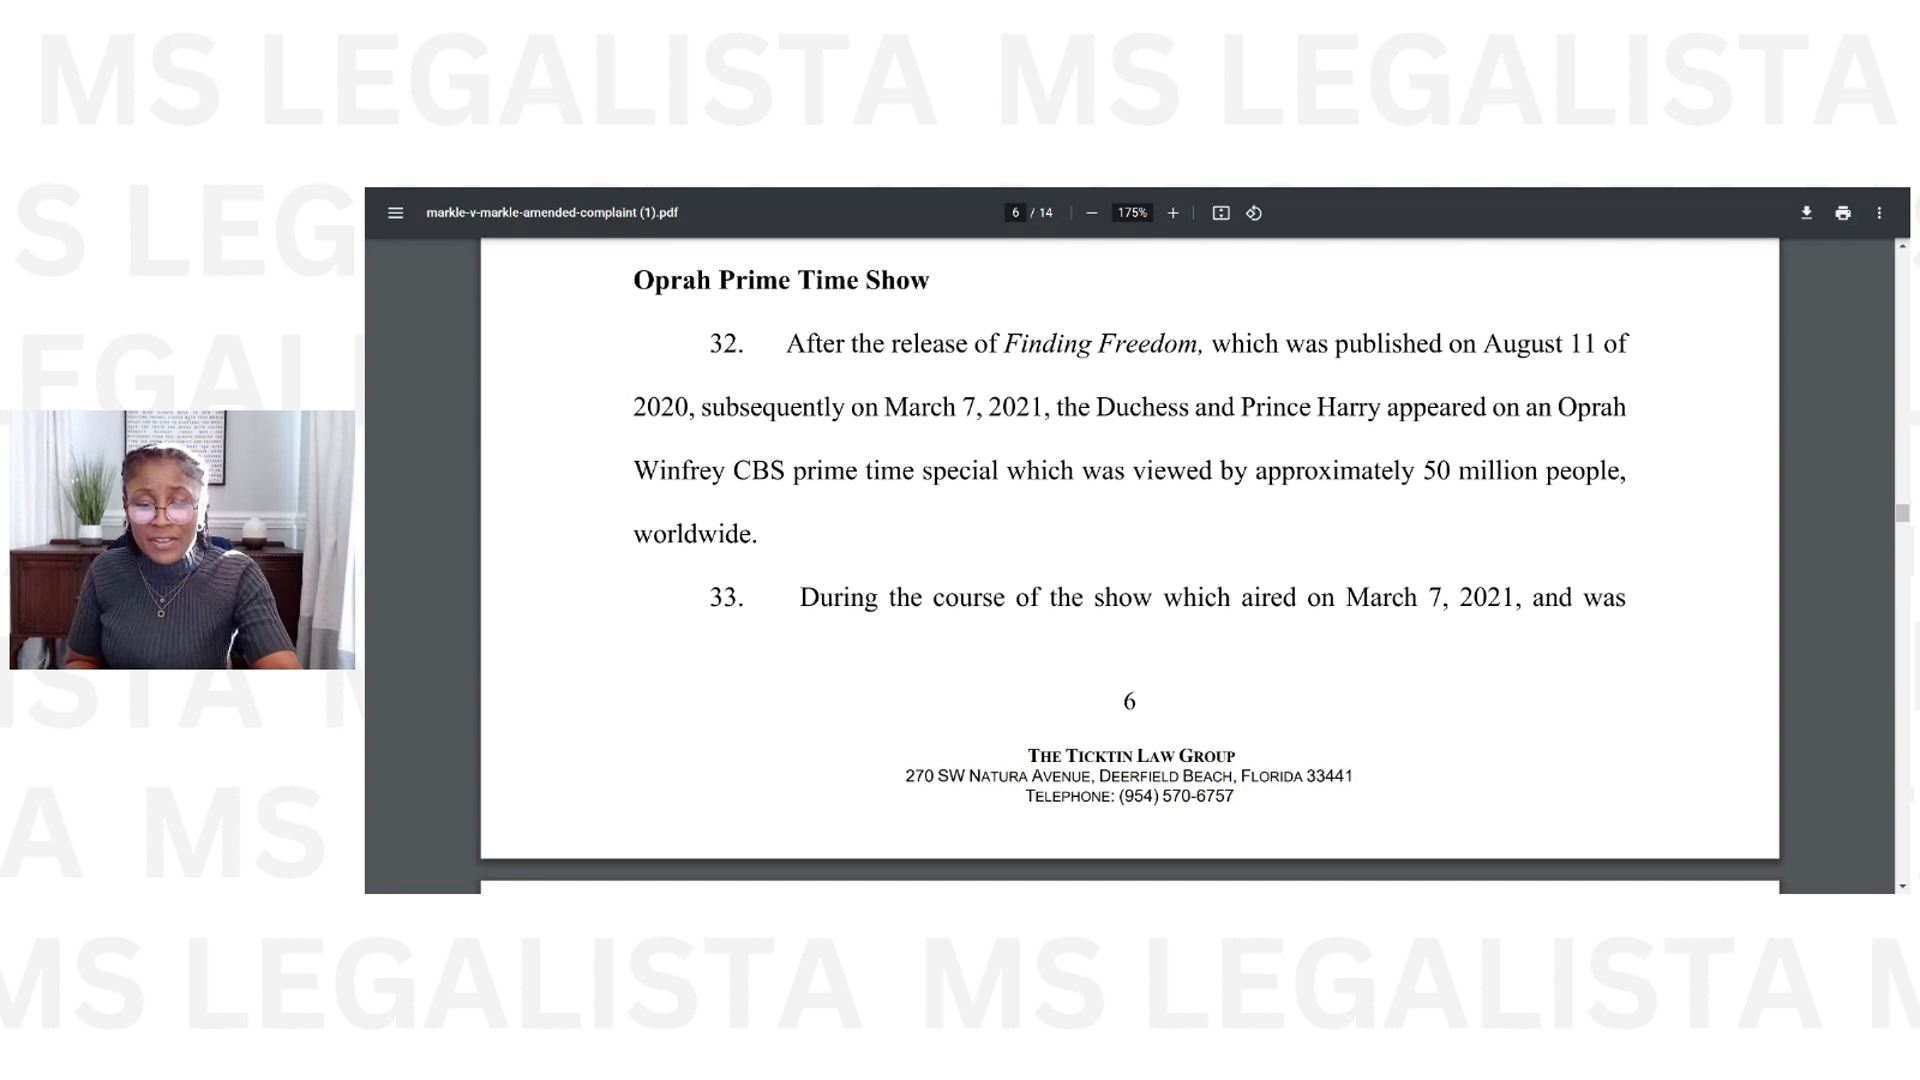 MS LEGALISTA MS LEGALISTA
S LEG
markle-v-markle-amended-complaint (1).pdf
6 / 14
175%
Oprah Prime Time Show
32. After the release of Finding Freedom, which was published on August 11 of
2020, subsequently on March 7, 2021, the Duchess and Prince Harry appeared on an Oprah
Winfrey CBS prime time special which was viewed by approximately 50 million people,
worldwide.
33. During the course of the show which aired on March 7, 2021, and was
6
THE TICKTIN LAW GROUP
270 SW NATURA AVENUE, DEERFIELD BEACH, FLORIDA 33441
TELEPHONE: (954) 570-6757
EGALI
ISTA M
A MS
MS LEGALISTA MS LEGALISTA M